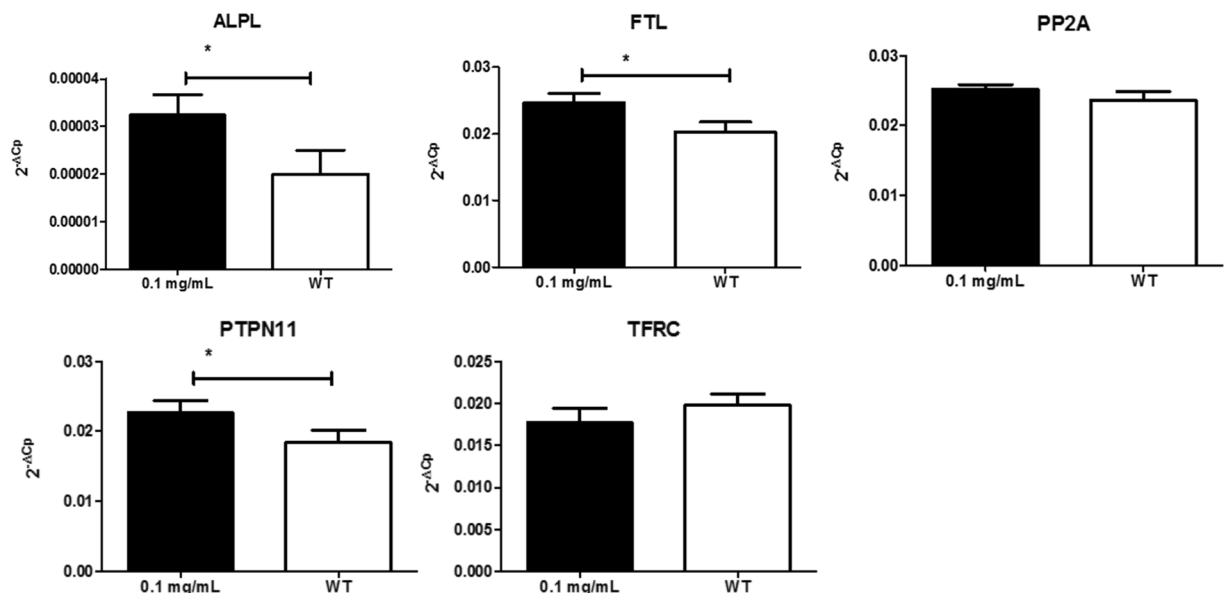 ALPL
*
2-ΔCp
0.00004
0.00003
0.00002
0.00001
0.00000
0.1 mg/mL WT
FTL
*
2-ΔCp
0.03
0.02
0.01
0.00
0.1 mg/mL WT
PP2A
2-ΔCp
0.03
0.02
0.01
0.00
0.1 mg/mL WT
PTPN11
*
2-ΔCp
0.03
0.02
0.01
0.00
0.1 mg/mL WT
TFRC
2-ΔCp
0.025
0.020
0.015
0.010
0.005
0.000
0.1 mg/mL WT